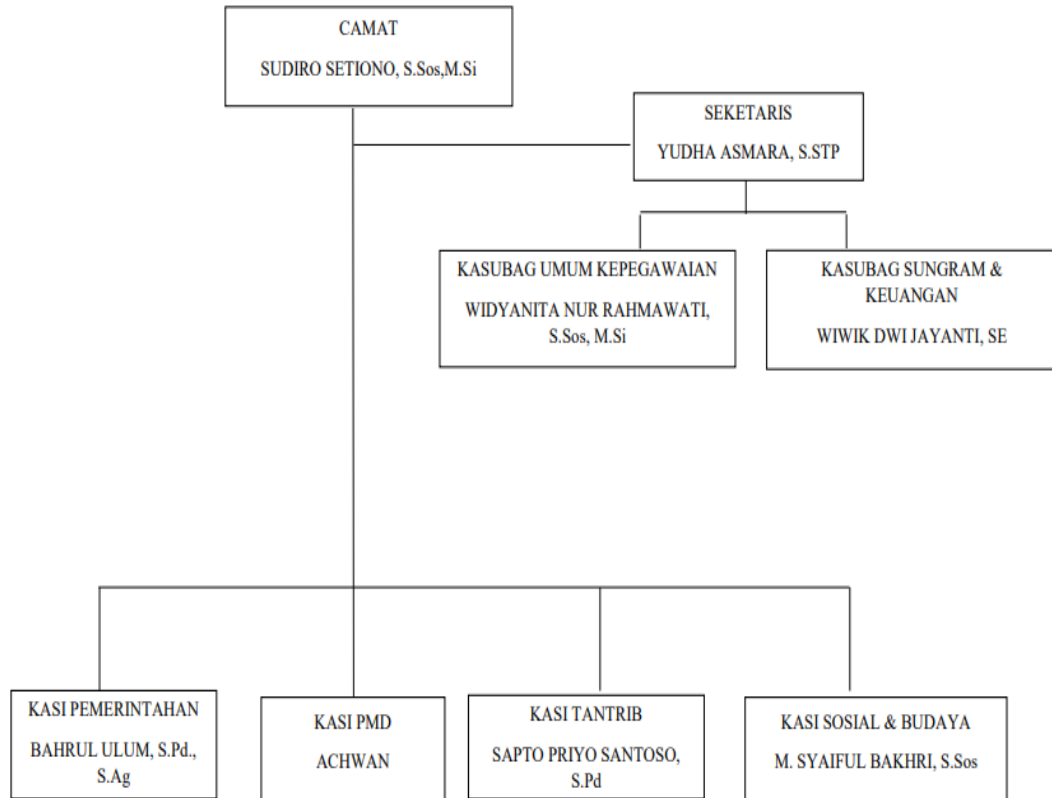 CAMAT
SUDIRO SETIONO, S.Sos,M.Si
SEKETARIS
YUDHA ASMARA, S.STP
KASUBAG UMUM KEPEGAWAIAN
WIDYANITA NUR RAHMAWATI,
S.Sos, M.Si
KASUBAG SUNGRAM &
KEUANGAN
WIWIK DWI JAYANTI, SE
KASI PEMERINTAHAN
BAHRUL ULUM, S.Pd.,
S.Ag
KASI PMD
ACHWAN
KASI TANTRIB
SAPTO PRIYO SANTOSO,
S.Pd
KASI SOSIAL & BUDAYA
M. SYAIFUL BAKHRI, S.Sos